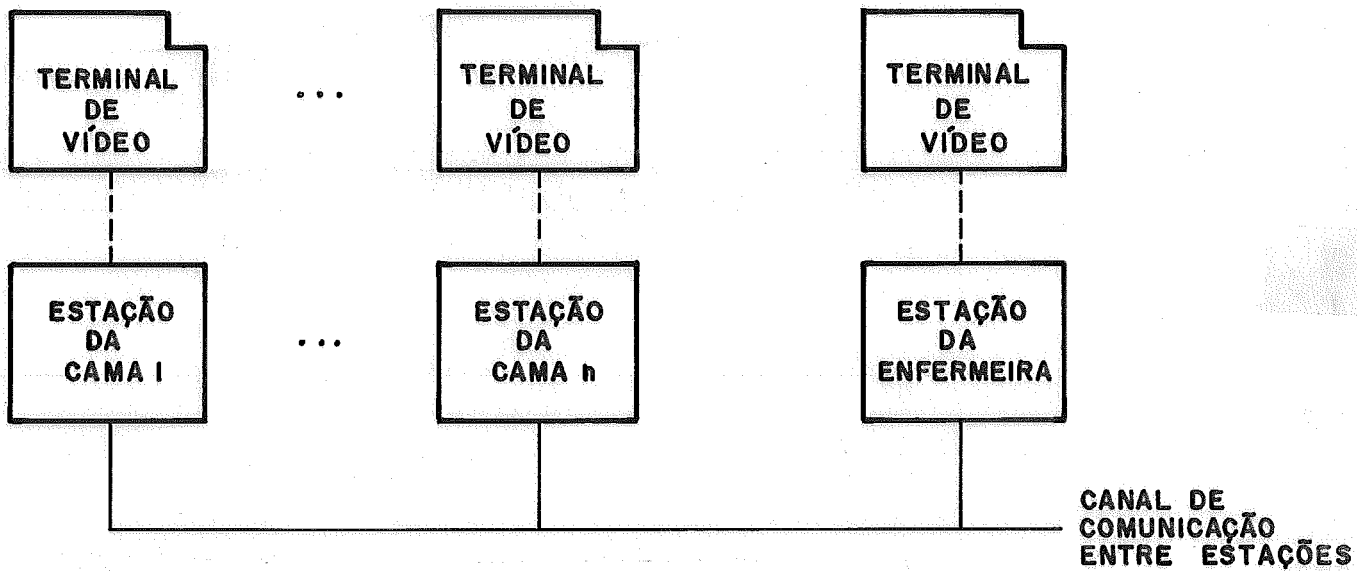 TERMINAL
DE
VÍDEO
...
TERMINAL
DE
VÍDEO
TERMINAL
DE
VÍDEO
ESTAÇÃO
DA
CAMA I
...
ESTAÇÃO
DA
CAMA n
ESTAÇÃO
DA
ENFERMEIRA
CANAL DE
COMUNICAÇÃO
ENTRE ESTAÇÕES